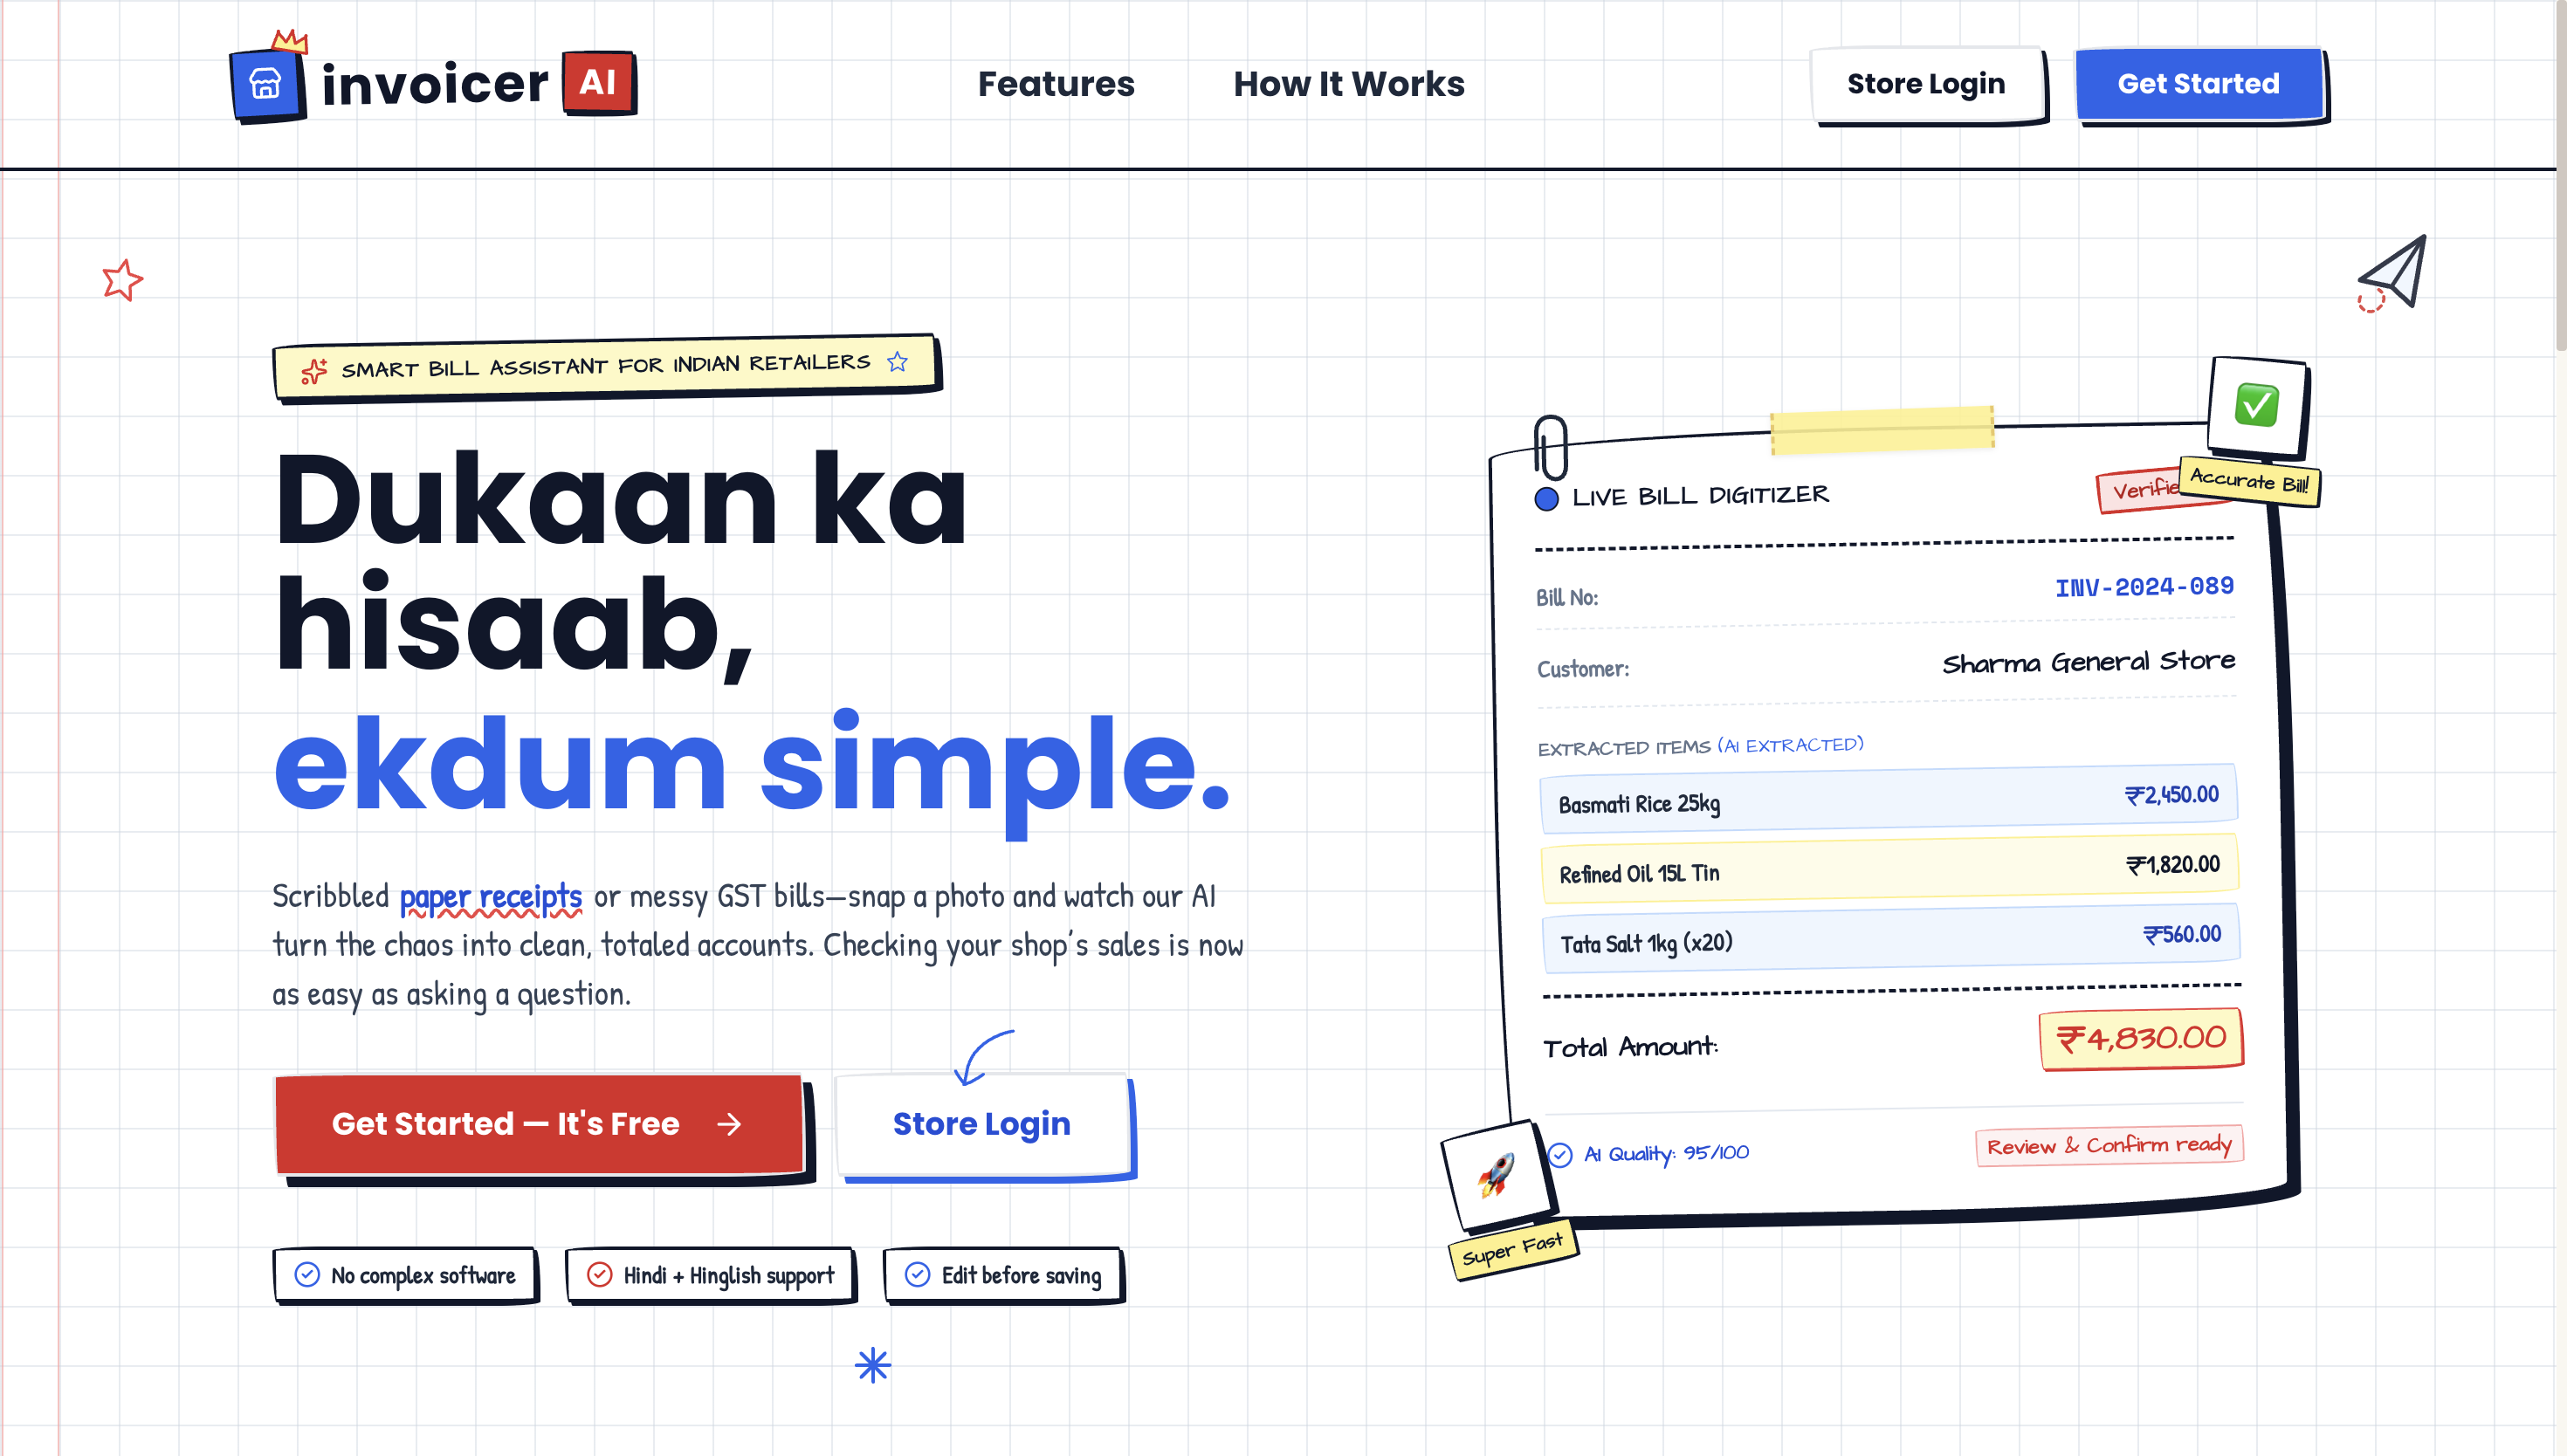 invoicer AI
Features
How It Works
Store Login
Get Started
SMART BILL ASSISTANT FOR INDIAN RETAILERS
Dukaan ka
hisaab,
ekdum simple.
Scribbled paper receipts or messy GST bills—snap a photo and watch our AI
turn the chaos into clean, totaled accounts. Checking your shop's sales is now
as easy as asking a question.
Get Started — It's Free →
Store Login
No complex software
Hindi + Hinglish support
Edit before saving
Accurate Bill!
LIVE BILL DIGITIZER
Bill No: INV-2024-089
Customer: Sharma General Store
EXTRACTED ITEMS (AI EXTRACTED)
Basmati Rice 25kg ₹2,450.00
Refined Oil 15L Tin ₹1,820.00
Tata Salt 1kg (x20) ₹560.00
Total Amount: ₹4,830.00
AI Quality: 95/100
Review & Confirm ready
Super Fast